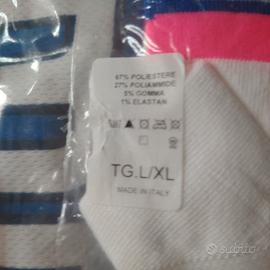 67% POLIESTERE
27% POLIAMMIDE
5% GOMMA
1% ELASTAN
TG.L/XL
MADE IN ITALY
subito